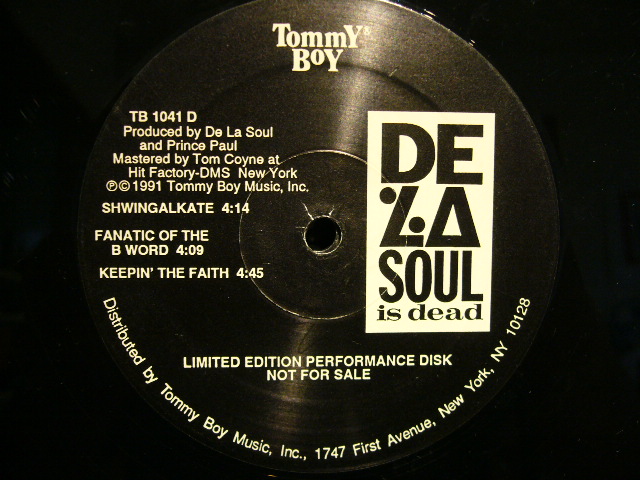 Tommy®
Boy
TB 1041 D
Produced by De La Soul
and Prince Paul
Mastered by Tom Coyne at
Hit Factory-DMS New York
℗©1991 Tommy Boy Music, Inc.
SHWINGALKATE 4:14
FANATIC OF THE
B WORD 4:09
KEEPIN' THE FAITH 4:45
DE
LA
SOUL
is dead
LIMITED EDITION PERFORMANCE DISK
NOT FOR SALE
Distributed by Tommy Boy Music, Inc., 1747 First Avenue, New York, NY 10128